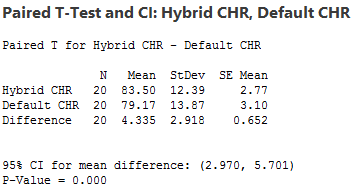 Paired T-Test and CI: Hybrid CHR, Default CHR
Paired T for Hybrid CHR - Default CHR
N Mean StDev SE Mean
Hybrid CHR 20 83.50 12.39 2.77
Default CHR 20 79.17 13.87 3.10
Difference 20 4.335 2.918 0.652
95% CI for mean difference: (2.970, 5.701)
P-Value = 0.000